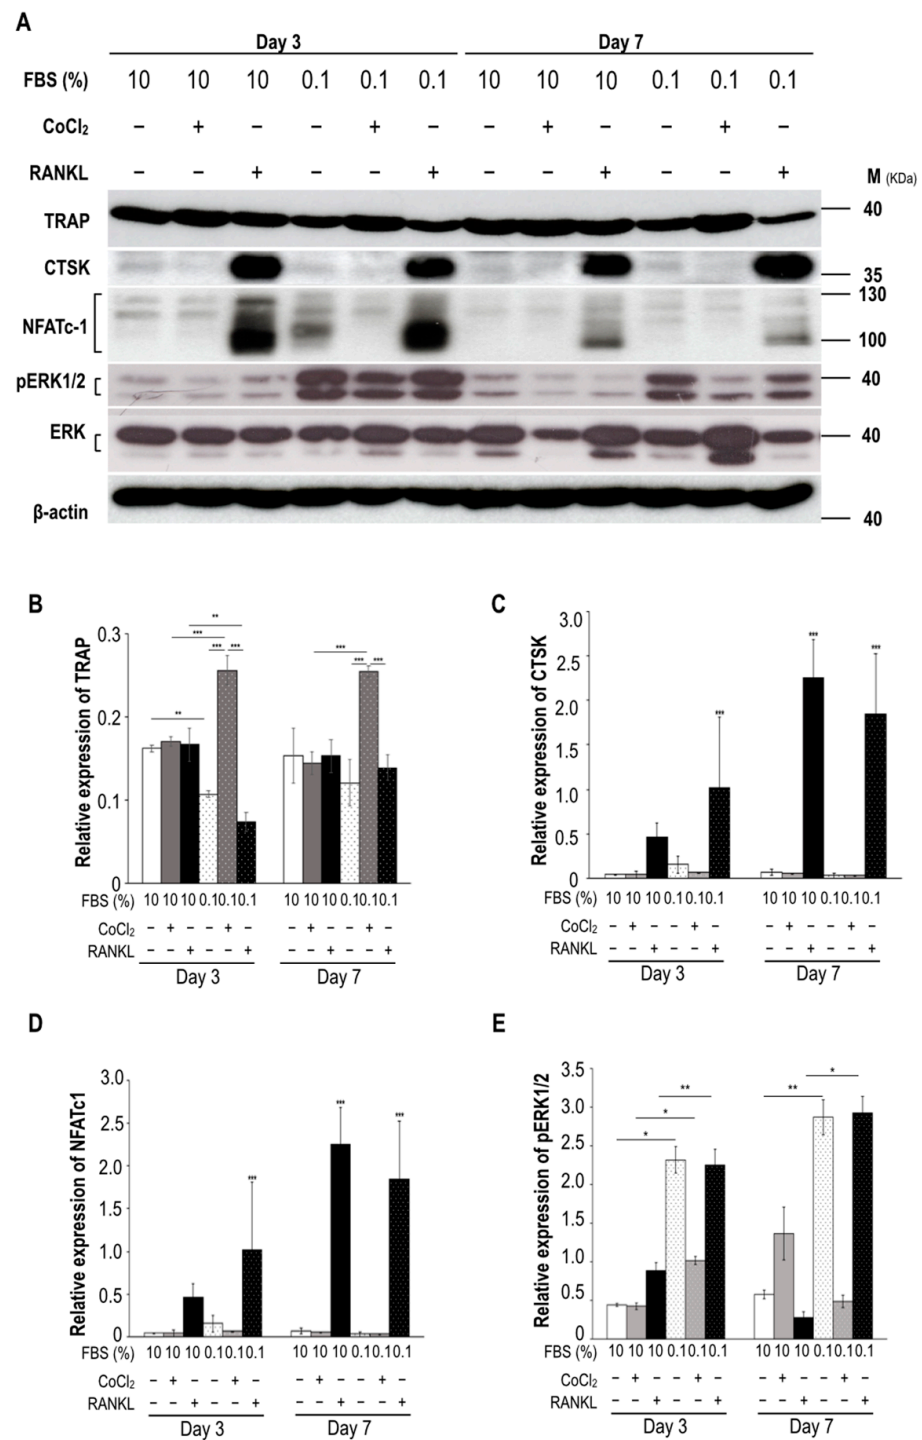 A
Day 3 Day 7
FBS (%) 10 10 10 0.1 0.1 0.1 10 10 10 0.1 0.1 0.1
CoCl₂ – + – – + – – + – – + –
RANKL – – + – – + – – + – – + M (KDa)
TRAP 40
CTSK 35
130
NFATc-1
100
pERK1/2 40
ERK 40
β-actin 40
B
Relative expression of TRAP
0.3
0.2
0.1
0
** *** *** *** ** *** *** ***
FBS (%) 10 10 10 0.1 0.1 0.1 10 10 10 0.1 0.1 0.1
CoCl₂ – + – – + – – + – – + –
RANKL – – + – – + – – + – – +
Day 3 Day 7
C
Relative expression of CTSK
3.0
2.5
2.0
1.5
1.0
0.5
0
*** *** ***
FBS (%) 10 10 10 0.1 0.1 0.1 10 10 10 0.1 0.1 0.1
CoCl₂ – + – – + – – + – – + –
RANKL – – + – – + – – + – – +
Day 3 Day 7
D
Relative expression of NFATc1
3.0
2.5
2.0
1.5
1.0
0.5
0
*** *** ***
FBS (%) 10 10 10 0.1 0.1 0.1 10 10 10 0.1 0.1 0.1
CoCl₂ – + – – + – – + – – + –
RANKL – – + – – + – – + – – +
Day 3 Day 7
E
Relative expression of pERK1/2
3.5
3.0
2.5
2.0
1.5
1.0
0.5
0
* * ** ** *
FBS (%) 10 10 10 0.1 0.1 0.1 10 10 10 0.1 0.1 0.1
CoCl₂ – + – – + – – + – – + –
RANKL – – + – – + – – + – – +
Day 3 Day 7